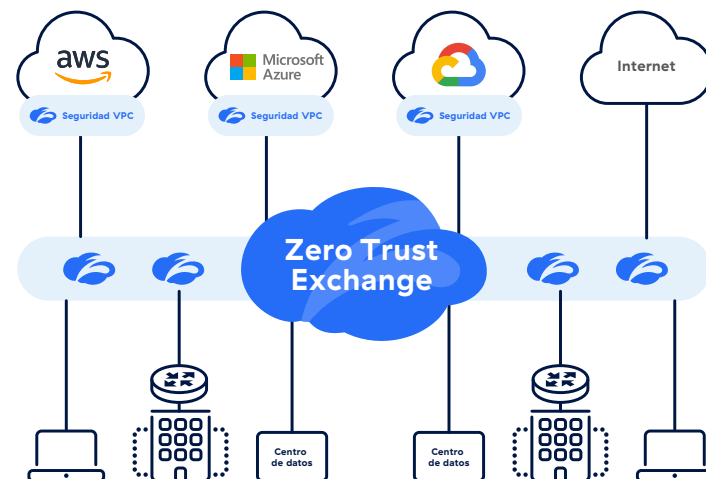 aws
Microsoft
Azure
Internet
Seguridad VPC
Seguridad VPC
Seguridad VPC
Zero Trust
Exchange
Centro
de datos
Centro
de datos